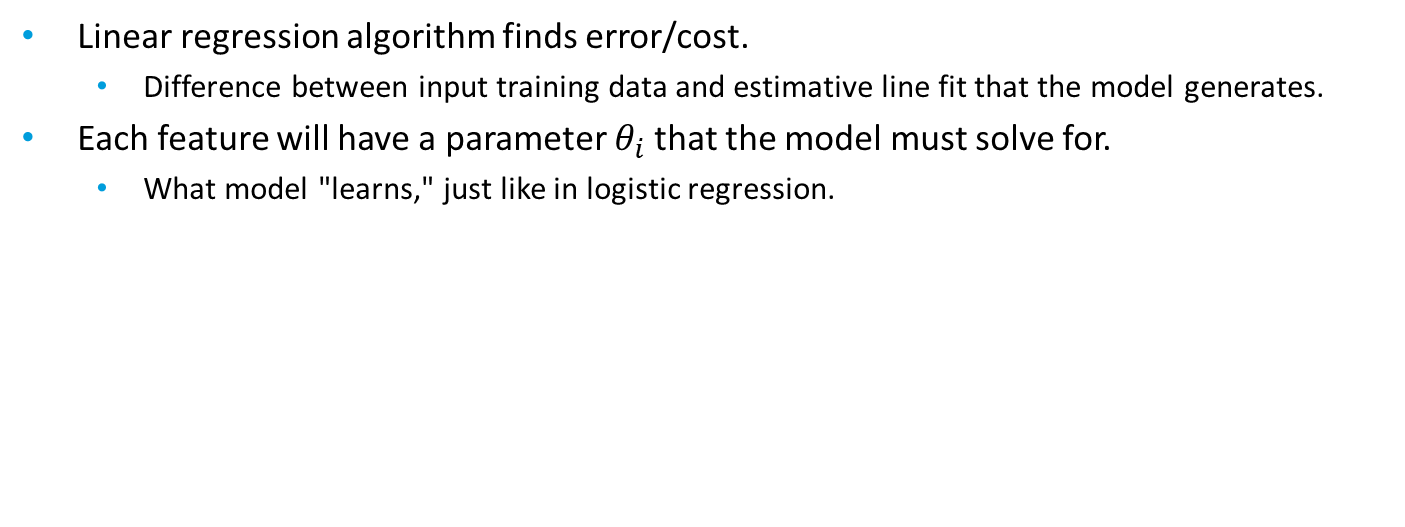 • Linear regression algorithm finds error/cost.
• Difference between input training data and estimative line fit that the model generates.
• Each feature will have a parameter θᵢ that the model must solve for.
• What model "learns," just like in logistic regression.